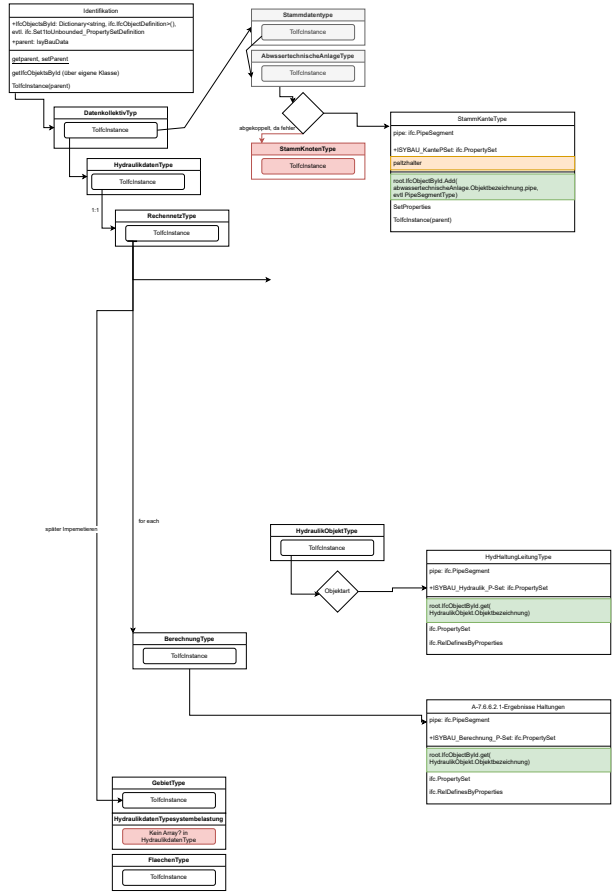 Identifikation
+IfcObjectsById: Dictionary<string, ifc.IfcObjectDefinition>(),
evtl. ifc.Set1toUnbounded_PropertySetDefinition
+parent: IsyBauData
getparent, setParent
getIfcObjektsById (über eigene Klasse)
ToIfcInstance(parent)
DatenkollektivTyp
ToIfcInstance
HydraulikdatenType
ToIfcInstance
1:1
RechennetzType
ToIfcInstance
Stammdatentype
ToIfcInstance
AbwssertechnischeAnlageType
ToIfcInstance
abgekoppelt, da fehler
StammKnotenType
ToIfcInstance
StammKanteType
pipe: ifc.PipeSegment
+ISYBAU_KantePSet: ifc.PropertySet
paltzhalter
root.IfcObjectById.Add(
abwassertechnischeAnlage.Objektbezeichnung,pipe,
evtl.PipeSegmentType)
SetProperties
ToIfcInstance(parent)
später Impemetieren
for each
HydraulikObjektType
ToIfcInstance
Objektart
HydHaltungLeitungType
pipe: ifc.PipeSegment
+ISYBAU_Hydraulik_P-Set: ifc.PropertySet
root.IfcObjectById.get(
HydraulikObjekt.Objektbezeichnung)
ifc.PropertySet
ifc.RelDefinesByProperties
BerechnungType
ToIfcInstance
A-7.6.6.2.1-Ergebnisse Haltungen
pipe: ifc.PipeSegment
+ISYBAU_Berechnung_P-Set: ifc.PropertySet
root.IfcObjectById.get(
HydraulikObjekt.Objektbezeichnung)
ifc.PropertySet
ifc.RelDefinesByProperties
GebietType
ToIfcInstance
HydraulikdatenTypesystembelastung
Kein Array? in
HydraulikdatenType
FlaechenType
ToIfcInstance